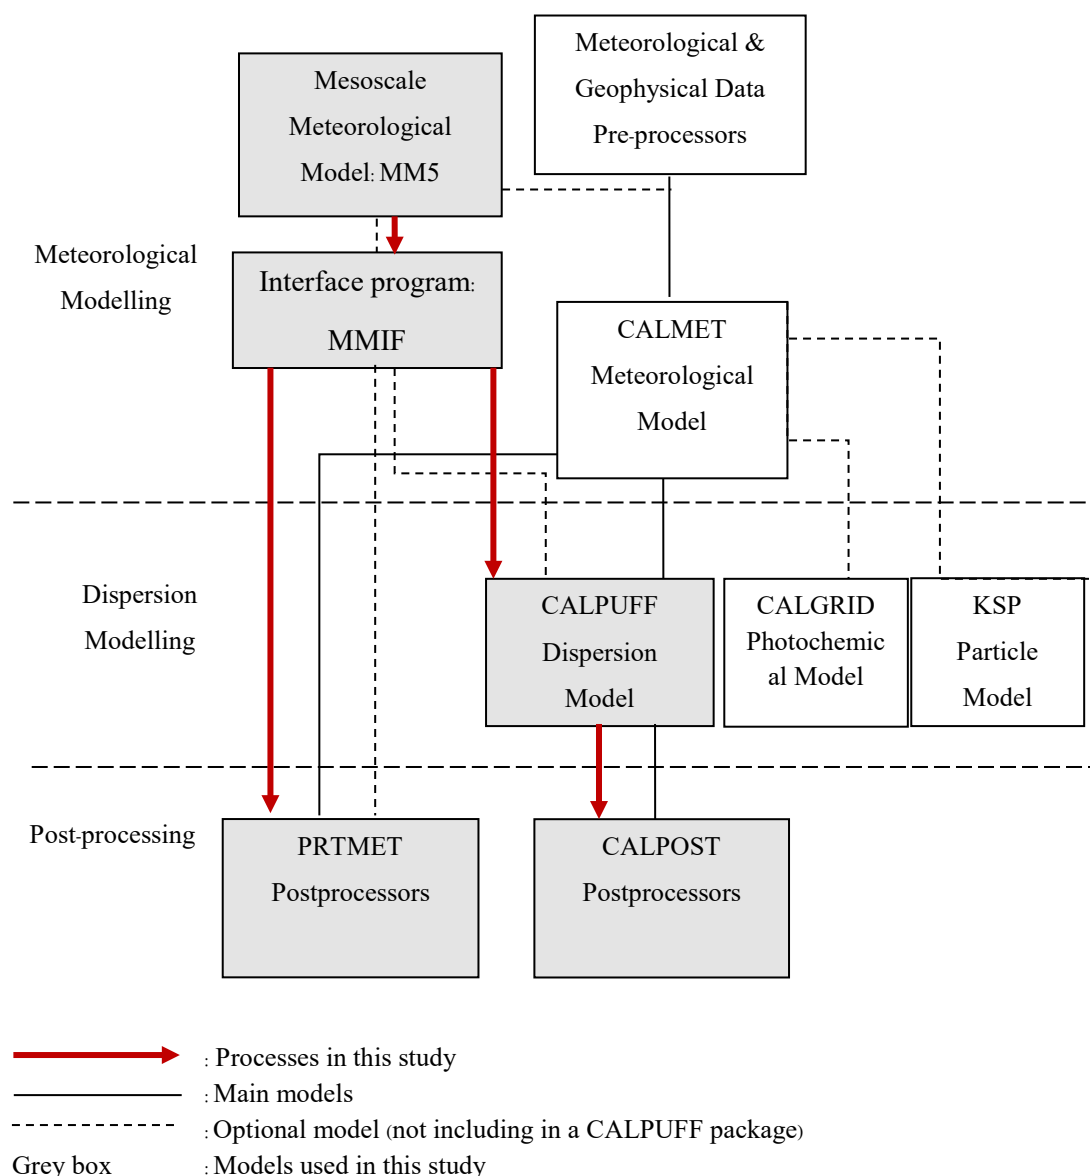 Meteorological &
Geophysical Data
Pre-processors
Mesoscale
Meteorological
Model: MM5
Meteorological
Modelling
Interface program:
MMIF
CALMET
Meteorological
Model
Dispersion
Modelling
CALPUFF
Dispersion
Model
CALGRID
Photochemic
al Model
KSP
Particle
Model
Post-processing
PRTMET
Postprocessors
CALPOST
Postprocessors
: Processes in this study
: Main models
: Optional model (not including in a CALPUFF package)
Grey box : Models used in this study